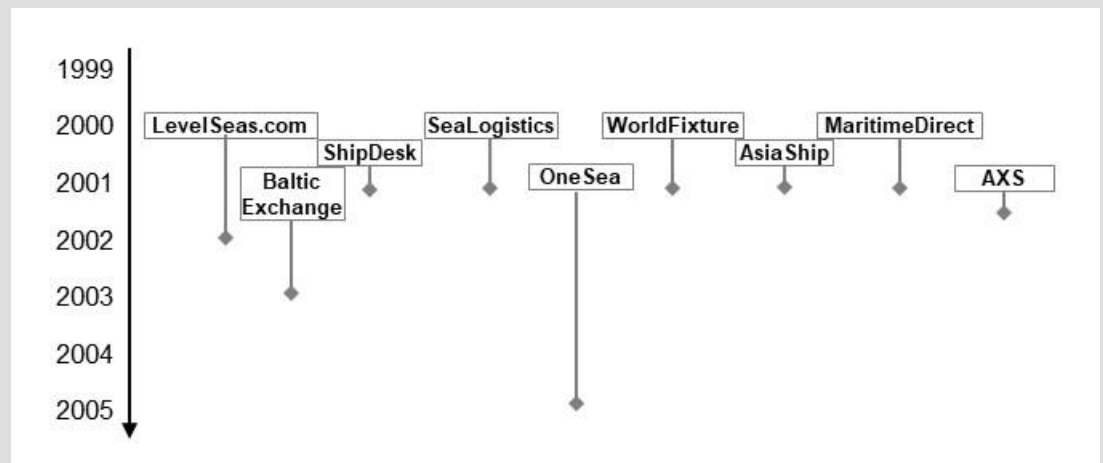 1999
2000
2001
2002
2003
2004
2005
LevelSeas.com
Baltic
Exchange
ShipDesk
SeaLogistics
OneSea
WorldFixture
AsiaShip
MaritimeDirect
AXS